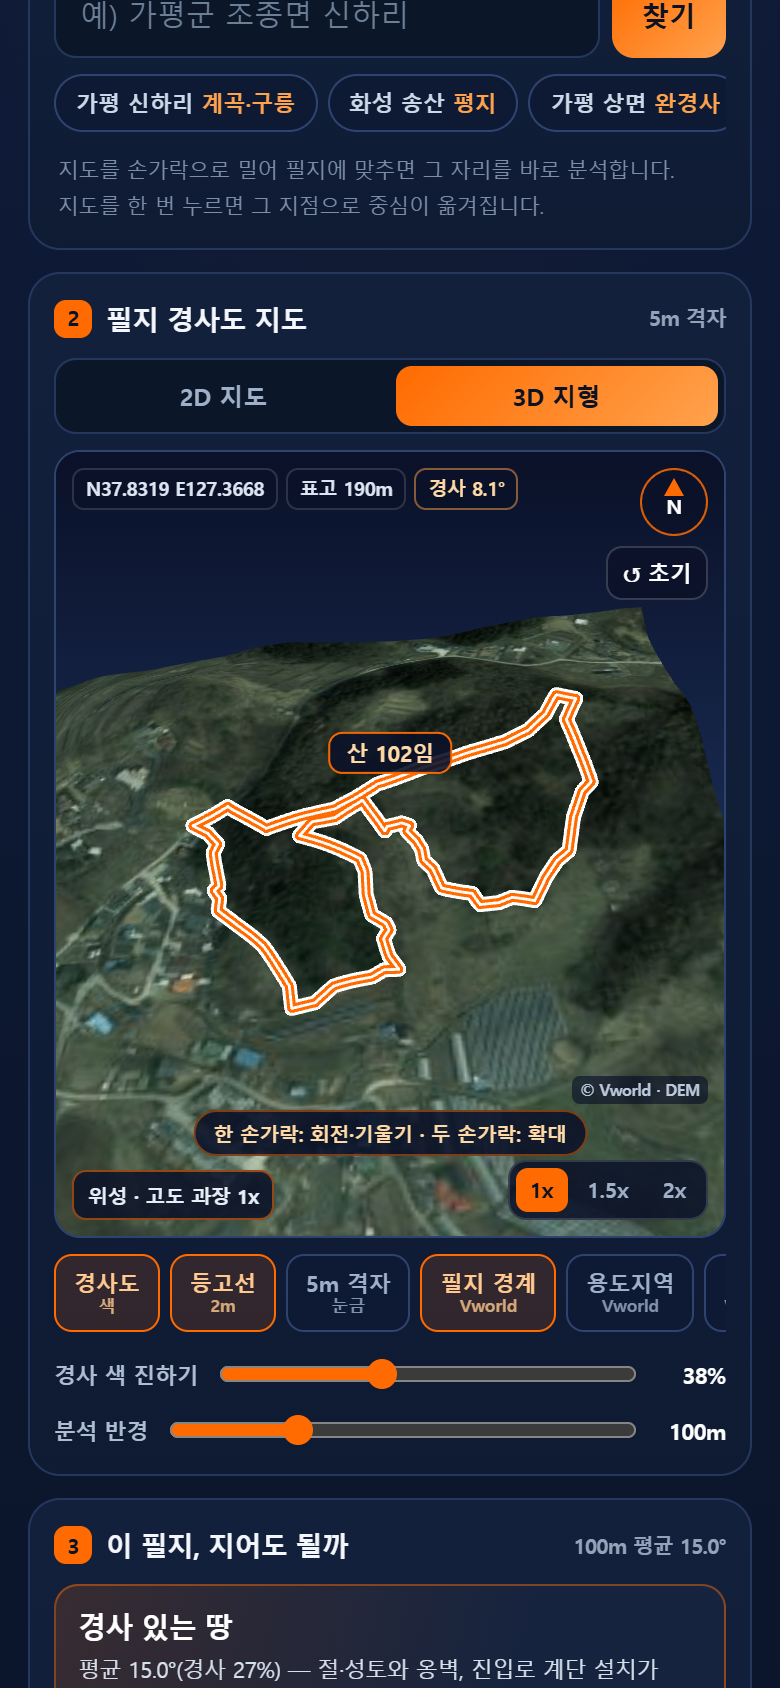 예) 가평군 조종면 신하리
찾기
가평 신하리 계곡·구릉
화성 송산 평지
가평 상면 완경사
지도를 손가락으로 밀어 필지에 맞추면 그 자리를 바로 분석합니다.
지도를 한 번 누르면 그 지점으로 중심이 옮겨집니다.
2 필지 경사도 지도
5m 격자
2D 지도
3D 지형
N37.8319 E127.3668
표고 190m
경사 8.1°
N
↺ 초기
산 102임
© Vworld · DEM
한 손가락: 회전·기울기 · 두 손가락: 확대
위성 · 고도 과장 1x
1x
1.5x
2x
경사도
색
등고선
2m
5m 격자
눈금
필지 경계
Vworld
용도지역
Vworld
경사 색 진하기
38%
분석 반경
100m
3 이 필지, 지어도 될까
100m 평균 15.0°
경사 있는 땅
평균 15.0°(경사 27%) — 절·성토와 옹벽, 진입로 계단 설치가